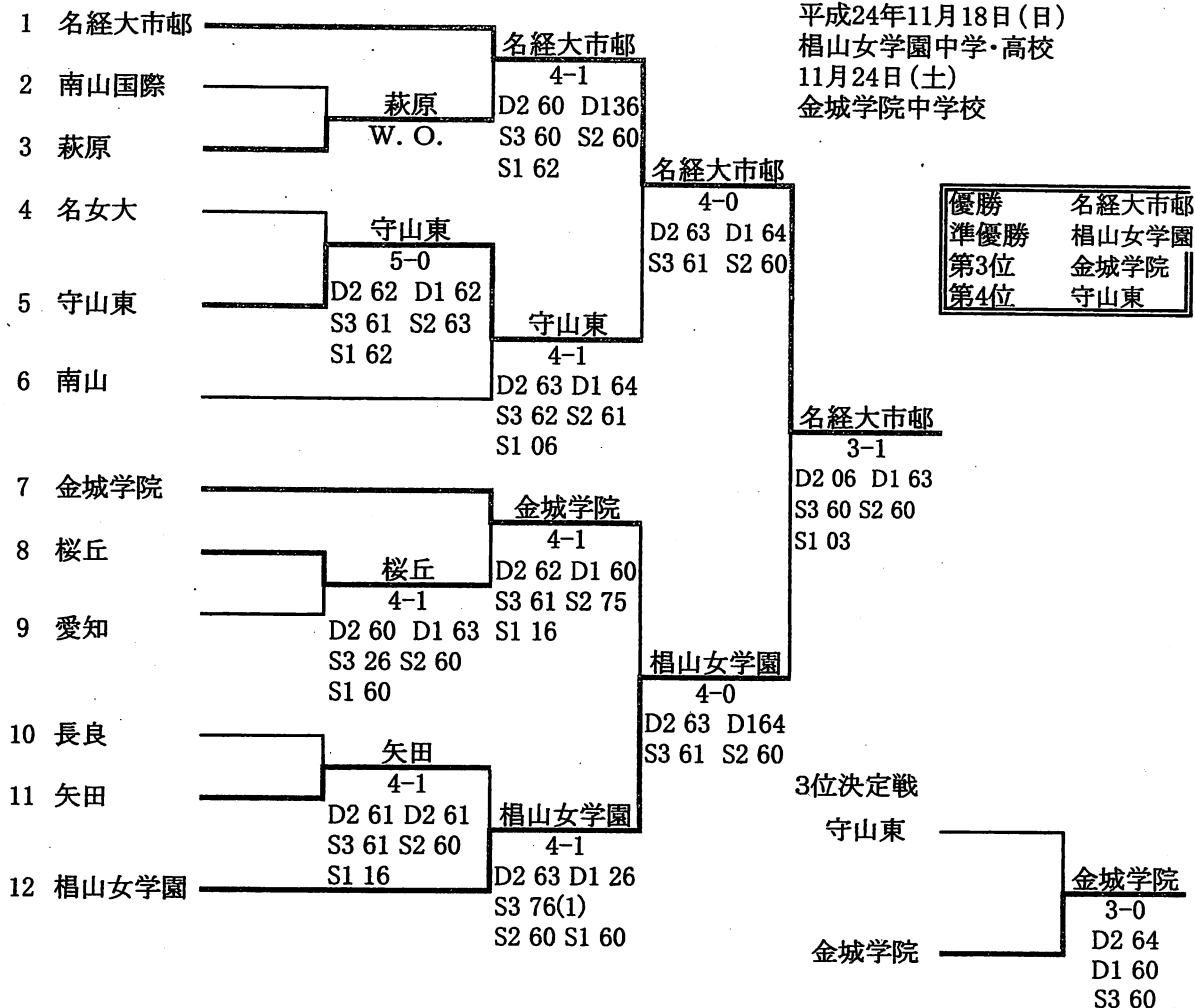 平成24年11月18日(日)
椙山女学園中学・高校
11月24日(土)
金城学院中学校
優勝 名経大市邨
準優勝 椙山女学園
第3位 金城学院
第4位 守山東
1 名経大市邨
2 南山国際
3 萩原
4 名女大
5 守山東
6 南山
7 金城学院
8 桜丘
9 愛知
10 長良
11 矢田
12 椙山女学園
萩原
W. O.
守山東
5-0
D2 62 D1 62
S3 61 S2 63
S1 62
桜丘
4-1
D2 60 D1 63
S3 26 S2 60
S1 60
矢田
4-1
D2 61 D2 61
S3 61 S2 60
S1 16
名経大市邨
4-1
D2 60 D136
S3 60 S2 60
S1 62
守山東
4-1
D2 63 D1 64
S3 62 S2 61
S1 06
金城学院
4-1
D2 62 D1 60
S3 61 S2 75
S1 16
椙山女学園
4-1
D2 63 D1 26
S3 76(1)
S2 60 S1 60
名経大市邨
4-0
D2 63 D1 64
S3 61 S2 60
椙山女学園
4-0
D2 63 D164
S3 61 S2 60
名経大市邨
3-1
D2 06 D1 63
S3 60 S2 60
S1 03
3位決定戦
守山東
金城学院
金城学院
3-0
D2 64
D1 60
S3 60